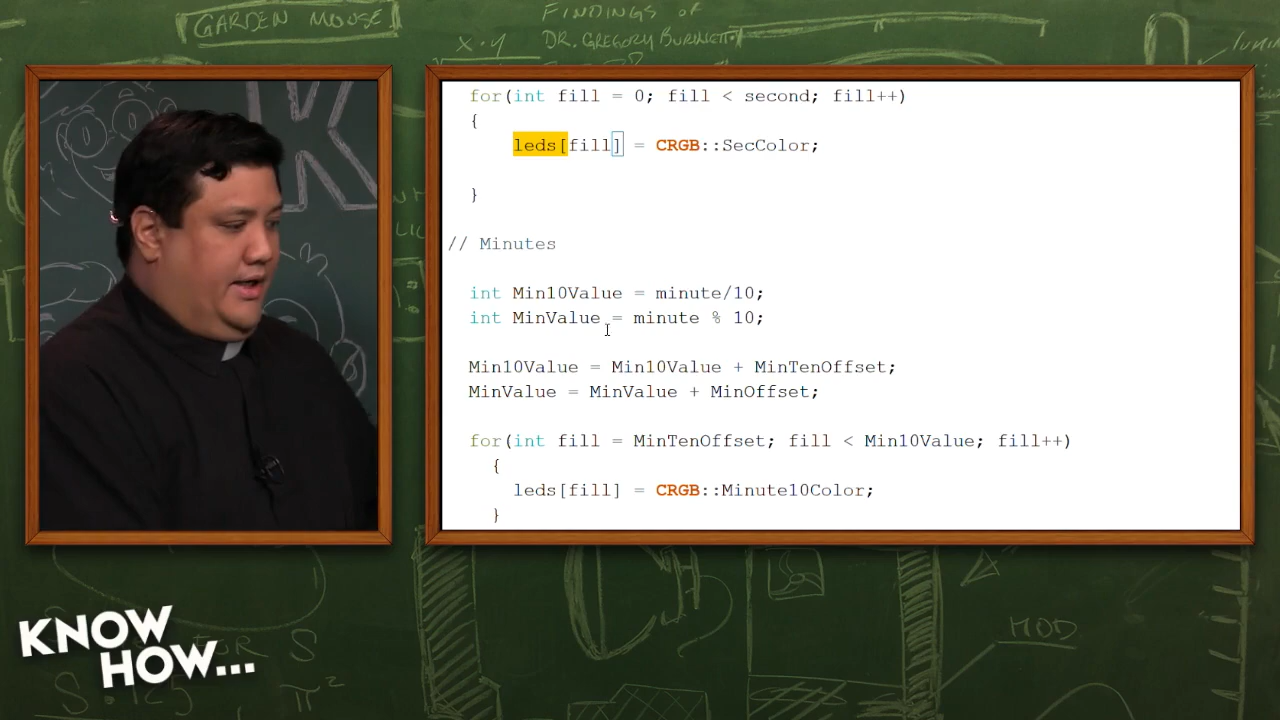 GARDEN MOUSE
FINDINGS OF
DR. GREGORY BURNETT
X·Y
K
for(int fill = 0; fill < second; fill++)
{
leds[fill] = CRGB::SecColor;
}
// Minutes
int Min10Value = minute/10;
int MinValue = minute % 10;
Min10Value = Min10Value + MinTenOffset;
MinValue = MinValue + MinOffset;
for(int fill = MinTenOffset; fill < Min10Value; fill++)
{
leds[fill] = CRGB::Minute10Color;
}
KNOW
HOW...
MOD